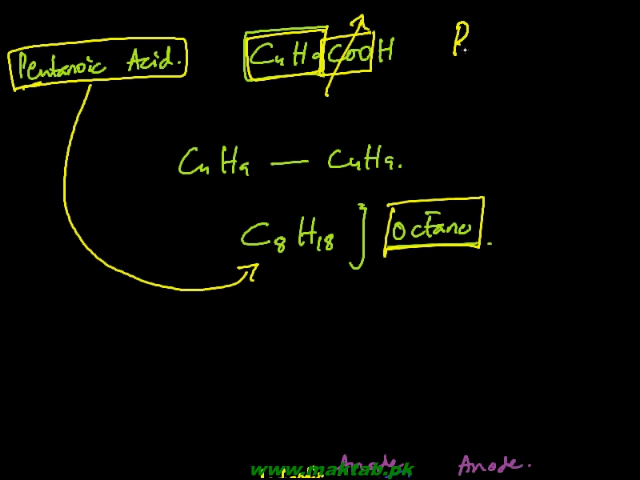 Pentanoic Acid. C₄H₉COOH P.
C₄H₉ — C₄H₉.
C₈H₁₈ ] Octane.
Anode. Anode.
www.maktab.pk